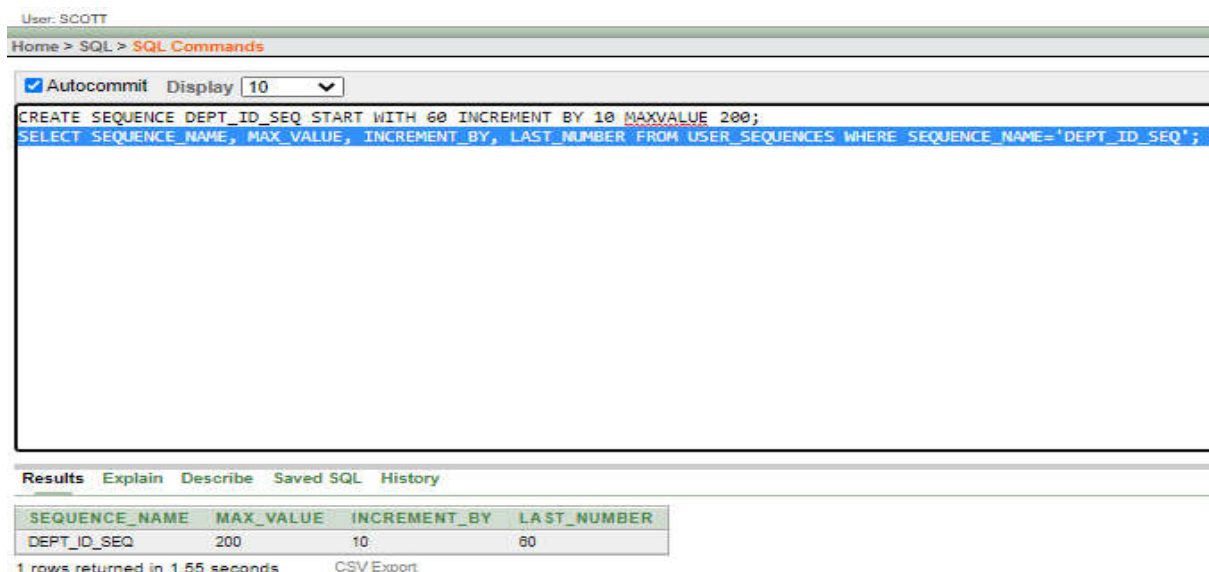 User: SCOTT
Home > SQL > SQL Commands
Autocommit Display 10
CREATE SEQUENCE DEPT_ID_SEQ START WITH 60 INCREMENT BY 10 MAXVALUE 200;
SELECT SEQUENCE_NAME, MAX_VALUE, INCREMENT_BY, LAST_NUMBER FROM USER_SEQUENCES WHERE SEQUENCE_NAME='DEPT_ID_SEQ';
Results Explain Describe Saved SQL History
SEQUENCE_NAME MAX_VALUE INCREMENT_BY LAST_NUMBER
DEPT_ID_SEQ 200 10 60
1 rows returned in 1.55 seconds CSV Export